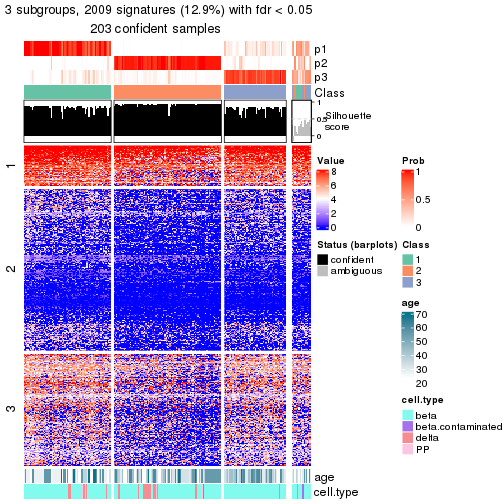 3 subgroups, 2009 signatures (12.9%) with fdr < 0.05
203 confident samples
p1
p2
p3
Class
1
0.5
0
Silhouette
score
1
2
3
age
cell.type
Value
8
6
4
2
0
Prob
1
0.5
0
Status (barplots)
confident
ambiguous
Class
1
2
3
age
70
60
50
40
30
20
cell.type
beta
beta.contaminated
delta
PP